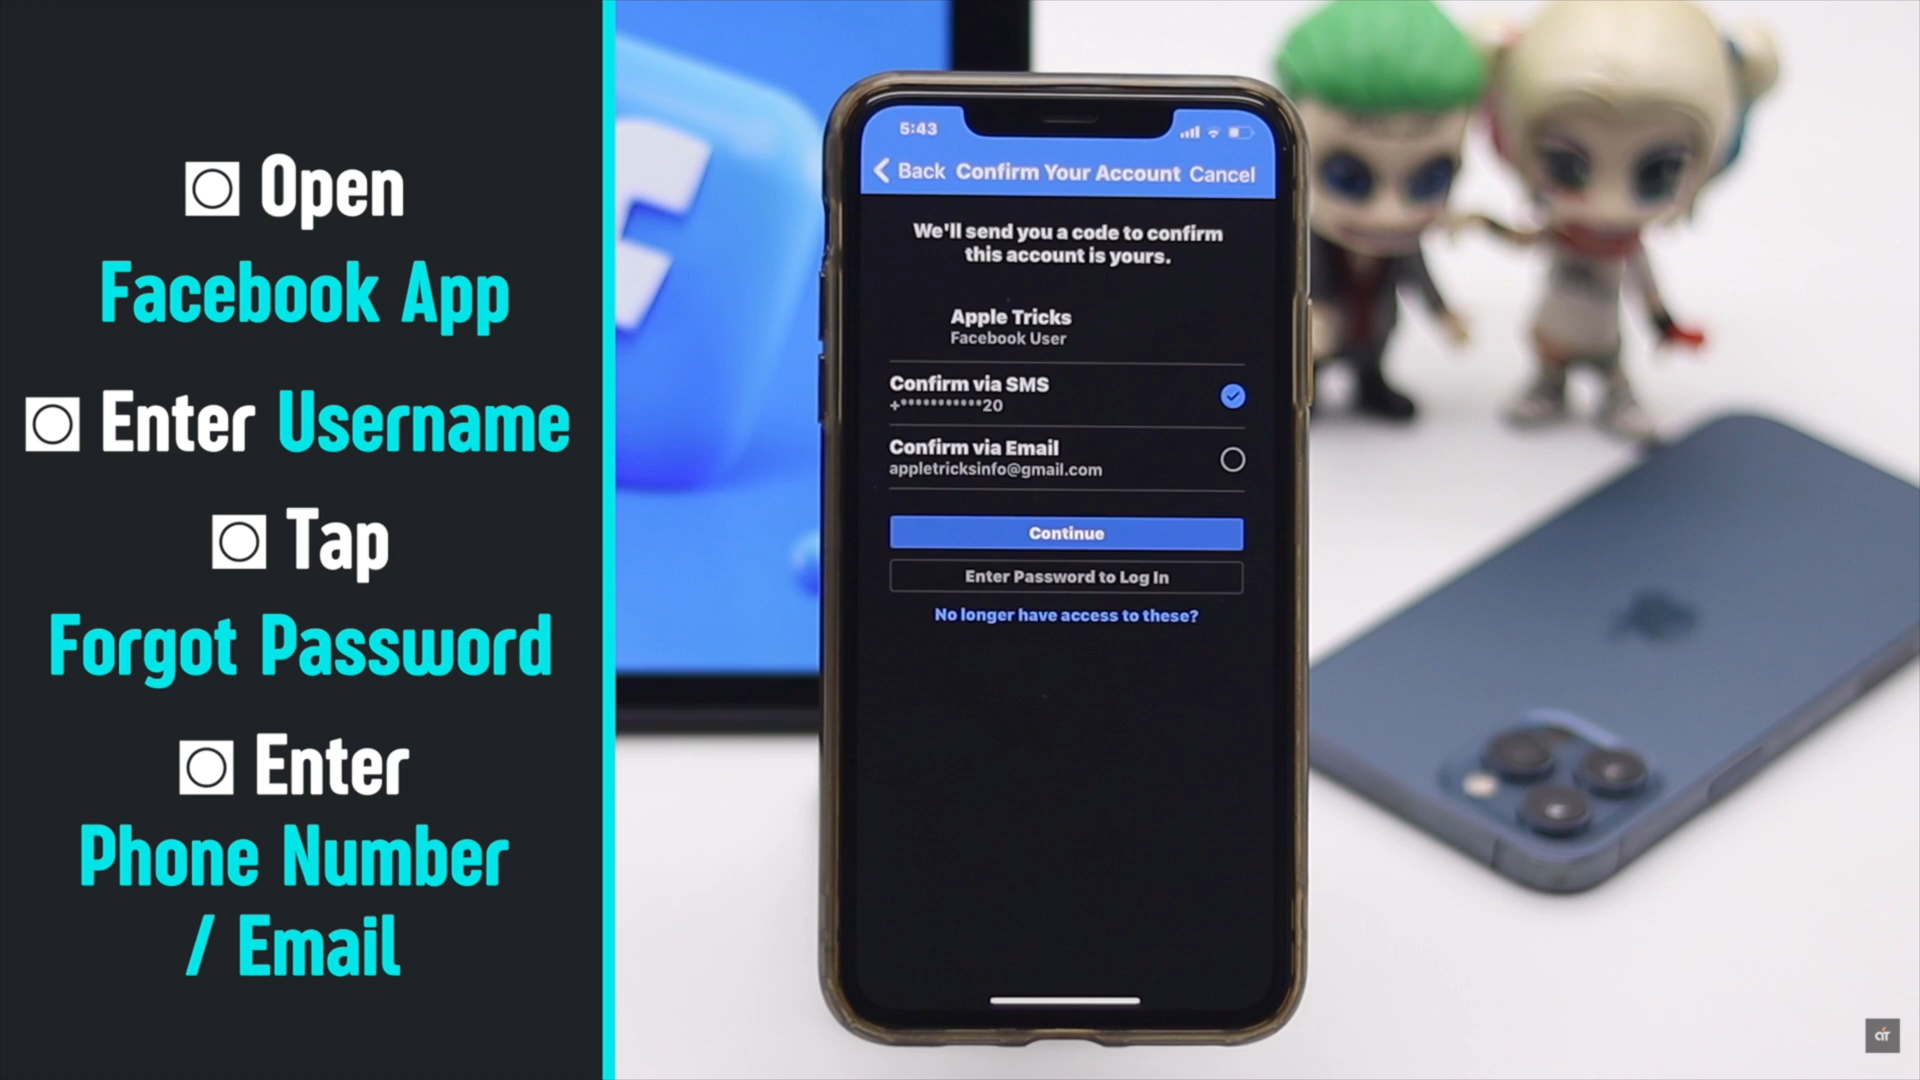 Open
Facebook App
Enter Username
Tap
Forgot Password
Enter
Phone Number
/ Email
5:43
Back Confirm Your Account Cancel
We'll send you a code to confirm
this account is yours.
Apple Tricks
Facebook User
Confirm via SMS
+***********20
Confirm via Email
appletricksinfo@gmail.com
Continue
Enter Password to Log In
No longer have access to these?
aT